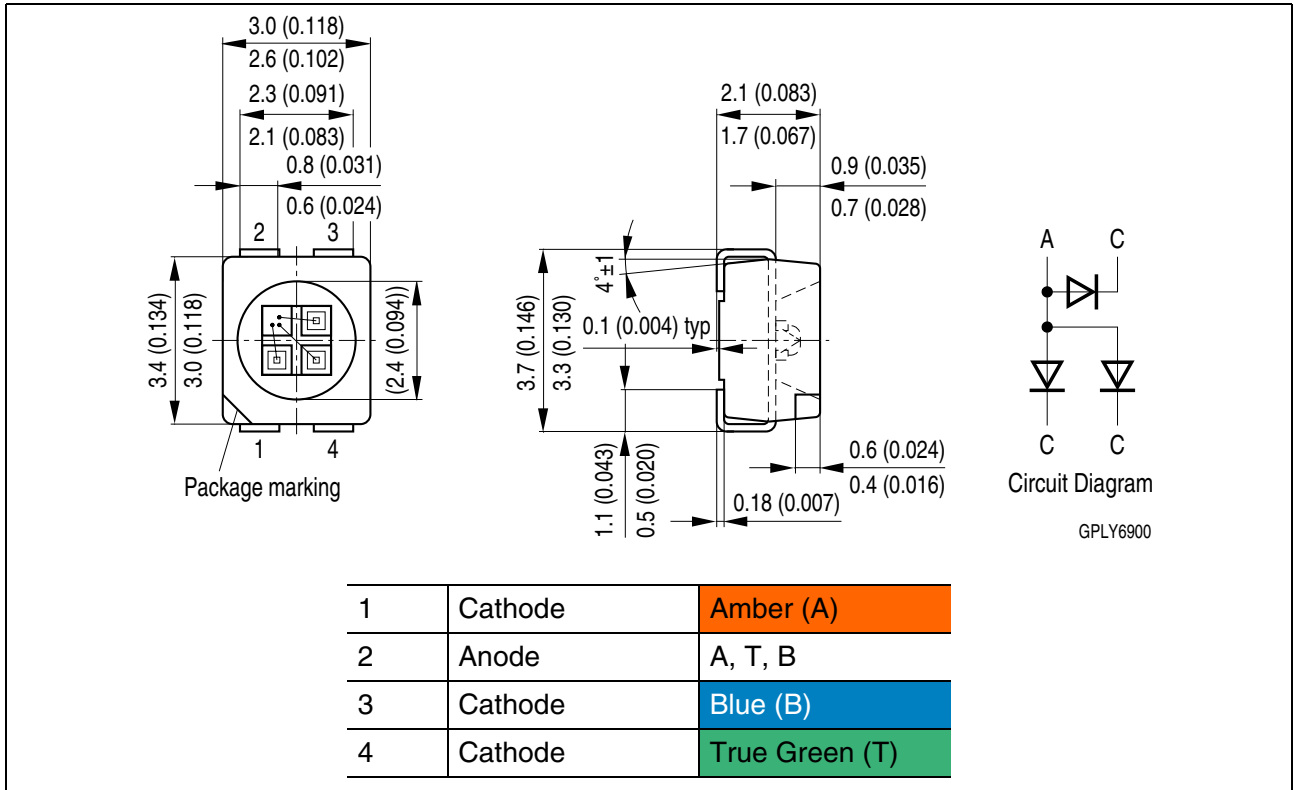 3.0 (0.118)
2.6 (0.102)
2.3 (0.091)
2.1 (0.083)
0.8 (0.031)
0.6 (0.024)
2 3
3.4 (0.134)
3.0 (0.118)
(2.4 (0.094))
1 4
Package marking
2.1 (0.083)
1.7 (0.067)
0.9 (0.035)
0.7 (0.028)
4°±1
3.7 (0.146)
3.3 (0.130)
0.1 (0.004) typ
1.1 (0.043)
0.5 (0.020)
0.6 (0.024)
0.4 (0.016)
0.18 (0.007)
A C
C C
Circuit Diagram
GPLY6900
1 Cathode Amber (A)
2 Anode A, T, B
3 Cathode Blue (B)
4 Cathode True Green (T)